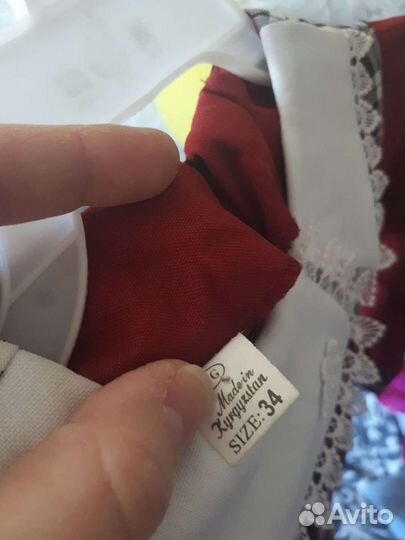 G
Made in
Kyrgyzstan
SIZE: 34
Avito